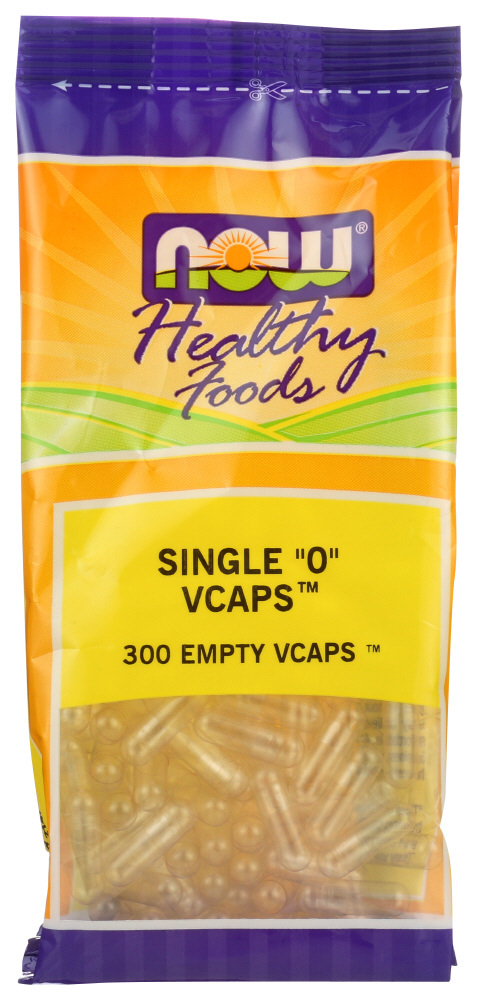 NOW®
Healthy
Foods
SINGLE "0"
VCAPS™
300 EMPTY VCAPS ™